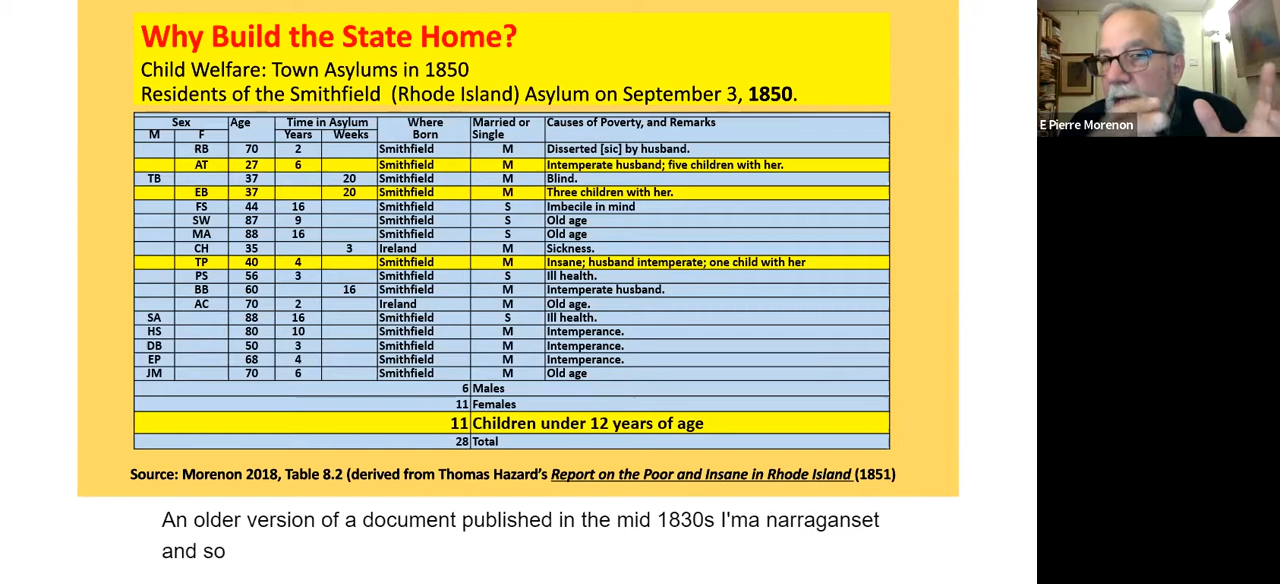 Why Build the State Home?
Child Welfare: Town Asylums in 1850
Residents of the Smithfield (Rhode Island) Asylum on September 3, 1850.
Sex Age Time in Asylum Where Married or Causes of Poverty, and Remarks
M F Years Weeks Born Single
RB 70 2 Smithfield M Disserted [sic] by husband.
AT 27 6 Smithfield M Intemperate husband; five children with her.
TB 37 20 Smithfield M Blind.
EB 37 20 Smithfield M Three children with her.
FS 44 16 Smithfield S Imbecile in mind
SW 87 9 Smithfield S Old age
MA 88 16 Smithfield S Old age
CH 35 3 Ireland M Sickness.
TP 40 4 Smithfield M Insane; husband intemperate; one child with her
PS 56 3 Smithfield S Ill health.
BB 60 16 Smithfield M Intemperate husband.
AC 70 2 Ireland M Old age.
SA 88 16 Smithfield S Ill health.
HS 80 10 Smithfield M Intemperance.
DB 50 3 Smithfield M Intemperance.
EP 68 4 Smithfield M Intemperance.
JM 70 6 Smithfield M Old age
6 Males
11 Females
11 Children under 12 years of age
28 Total
Source: Morenon 2018, Table 8.2 (derived from Thomas Hazard's Report on the Poor and Insane in Rhode Island (1851)
An older version of a document published in the mid 1830s I'ma narraganset
and so
E Pierre Morenon